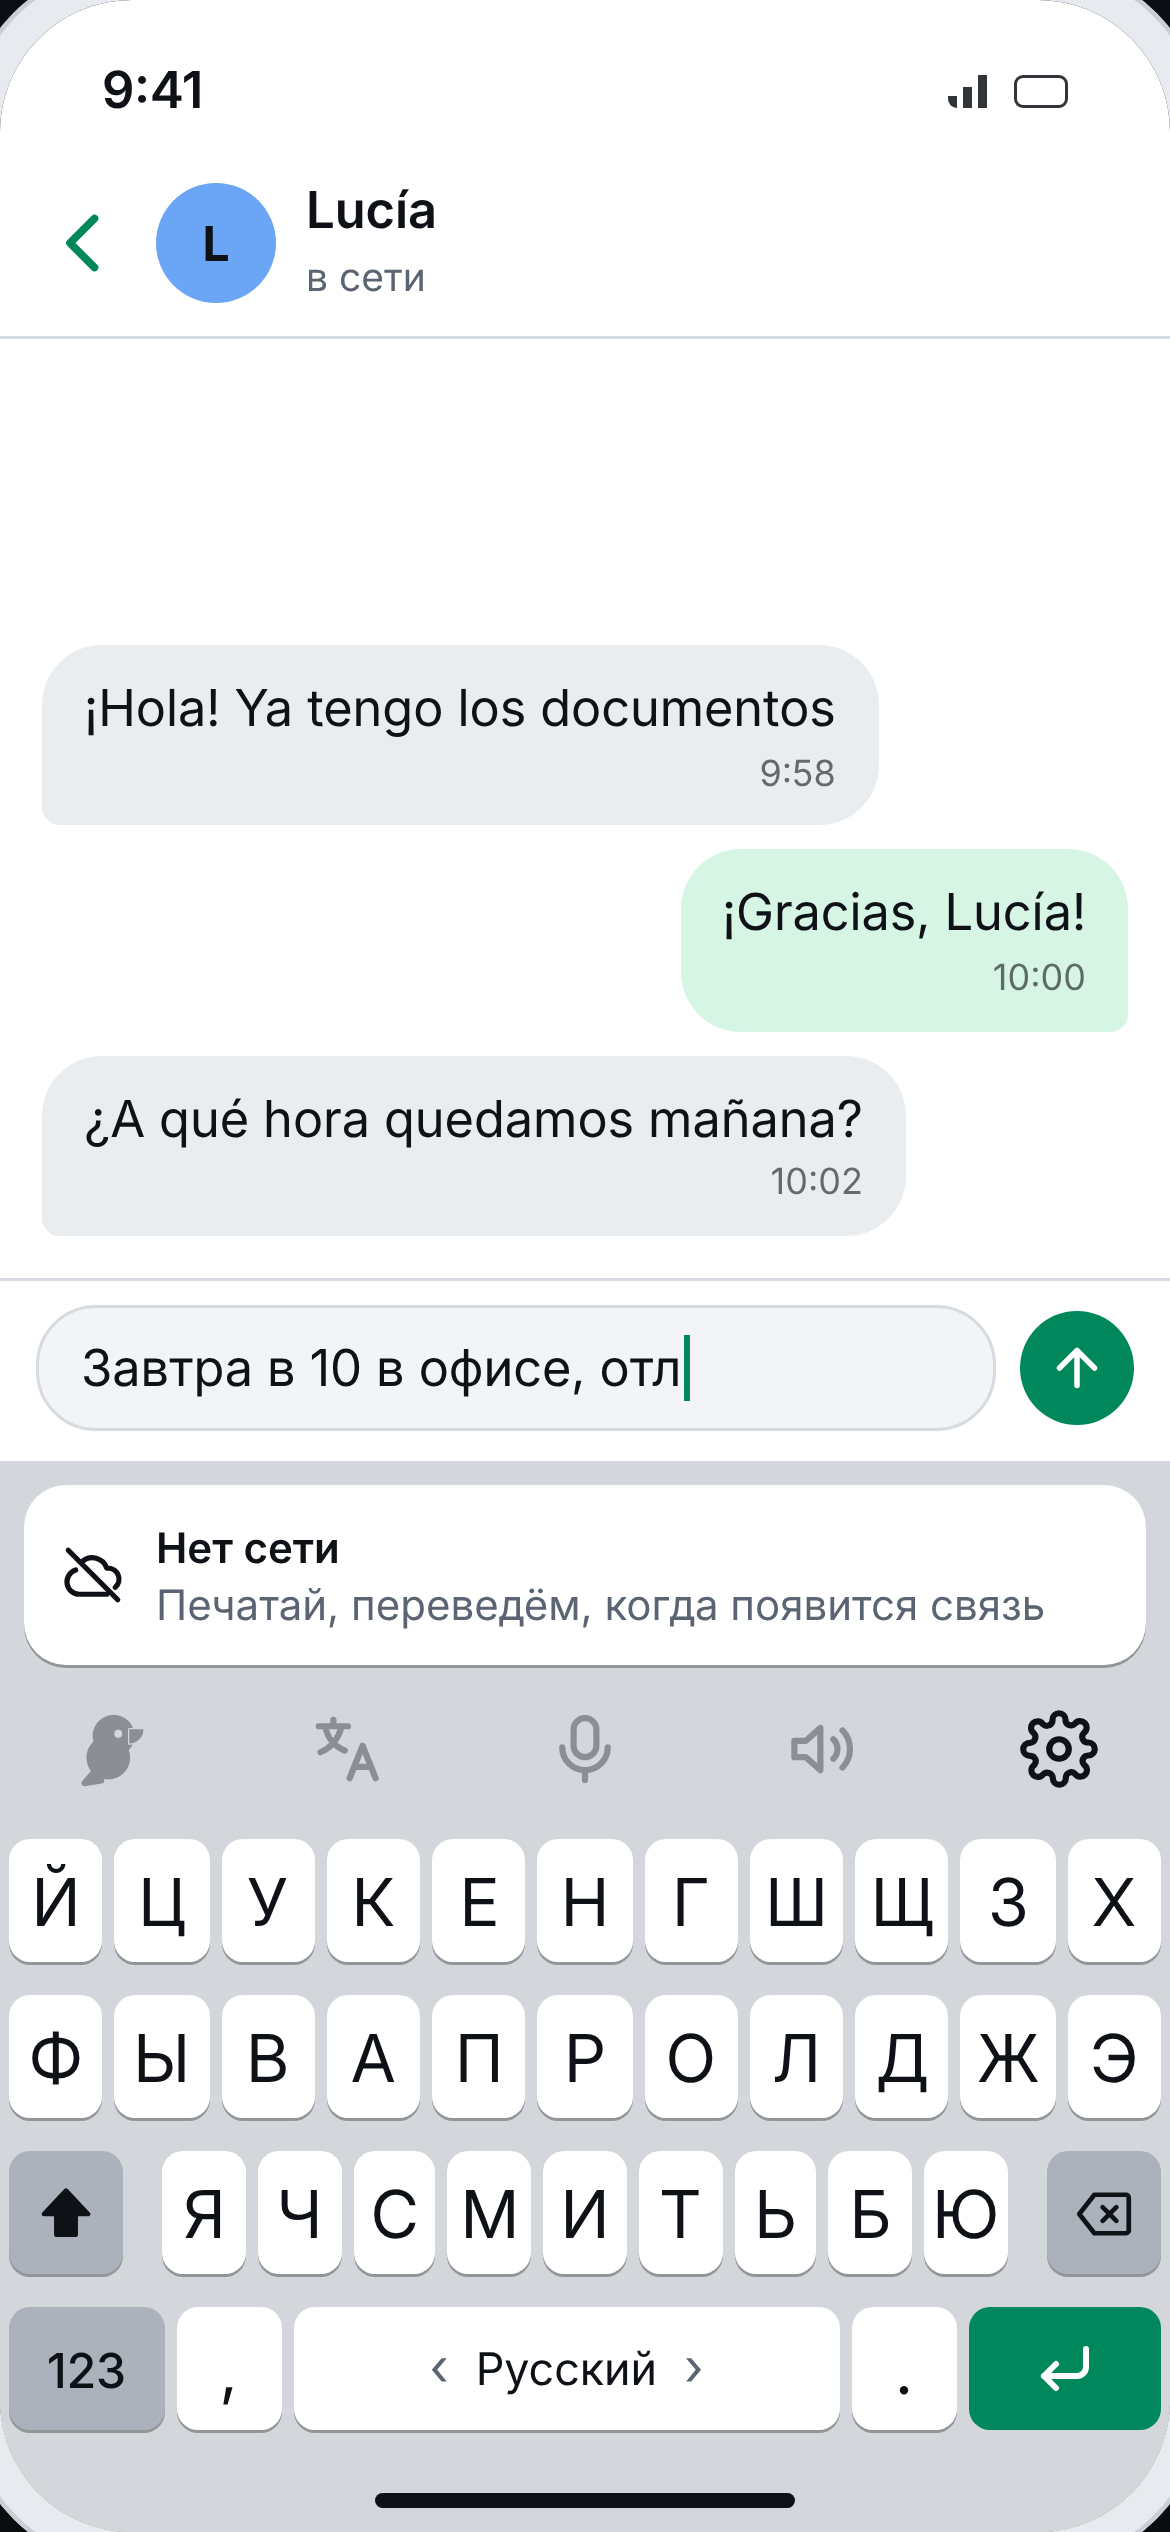 9:41
L
Lucía
в сети
¡Hola! Ya tengo los documentos
9:58
¡Gracias, Lucía!
10:00
¿A qué hora quedamos mañana?
10:02
Завтра в 10 в офисе, отл
Нет сети
Печатай, переведём, когда появится связь
Й Ц У К Е Н Г Ш Щ З Х
Ф Ы В А П Р О Л Д Ж Э
Я Ч С М И Т Ь Б Ю
123 , ‹ Русский › .